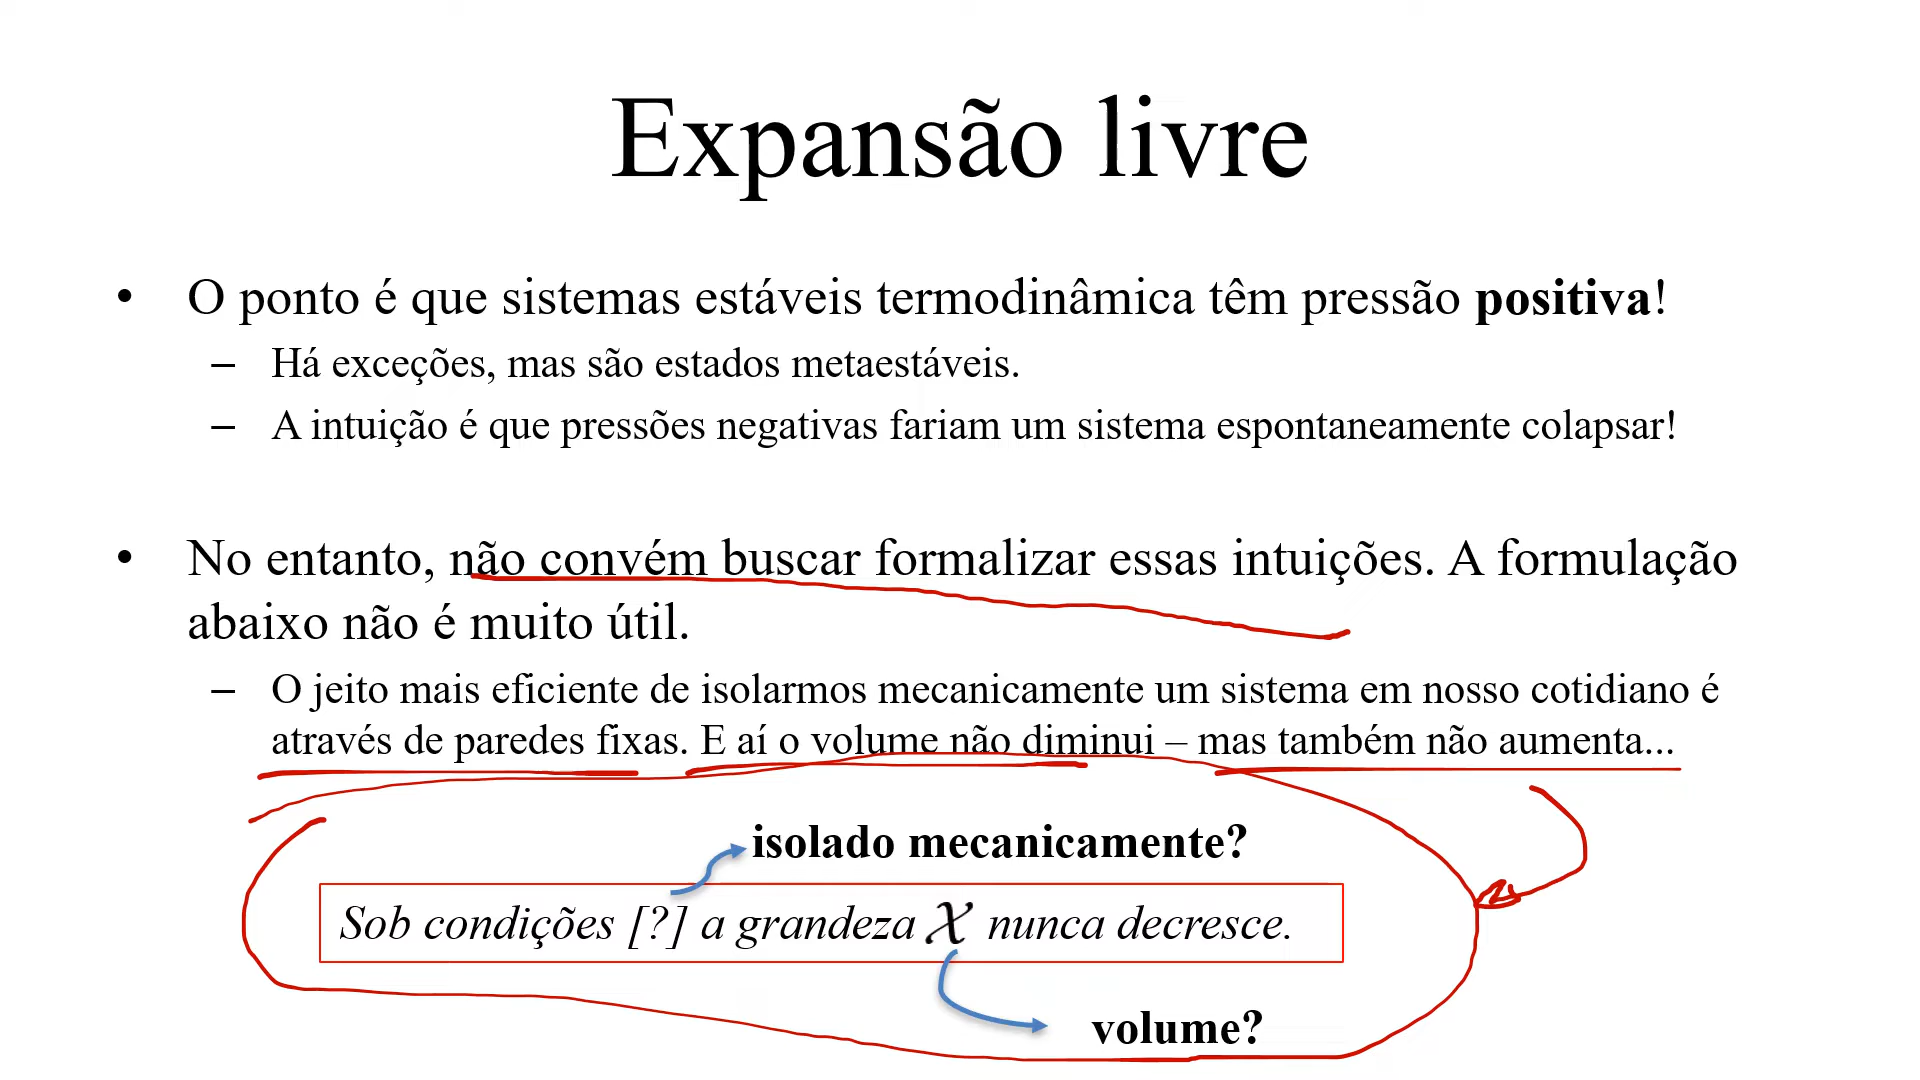 Expansão livre
• O ponto é que sistemas estáveis termodinâmica têm pressão positiva!
– Há exceções, mas são estados metaestáveis.
– A intuição é que pressões negativas fariam um sistema espontaneamente colapsar!
• No entanto, não convém buscar formalizar essas intuições. A formulação
abaixo não é muito útil.
– O jeito mais eficiente de isolarmos mecanicamente um sistema em nosso cotidiano é
através de paredes fixas. E aí o volume não diminui – mas também não aumenta...
isolado mecanicamente?
Sob condições [?] a grandeza 𝒳 nunca decresce.
volume?